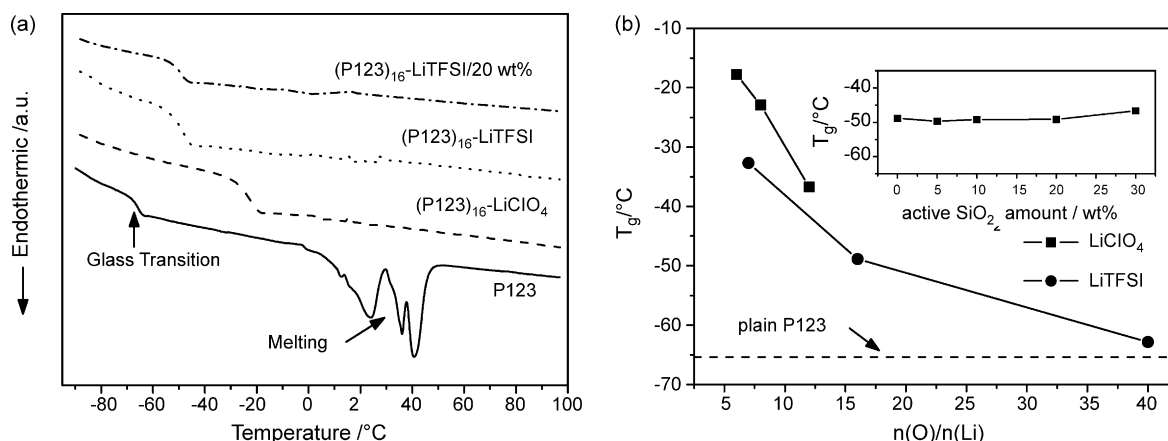 (a)
Endothermic /a.u.
(P123)₁₆-LiTFSI/20 wt%
(P123)₁₆-LiTFSI
(P123)₁₆-LiClO₄
Glass Transition
P123
Melting
-80 -60 -40 -20 0 20 40 60 80 100
Temperature /°C
(b)
Tg/°C
-10
-20
-30
-40
-50
-60
-70
Tg/°C
-40
-50
-60
0 5 10 15 20 25 30
active SiO₂ amount / wt%
LiClO₄
LiTFSI
plain P123
5 10 15 20 25 30 35 40
n(O)/n(Li)